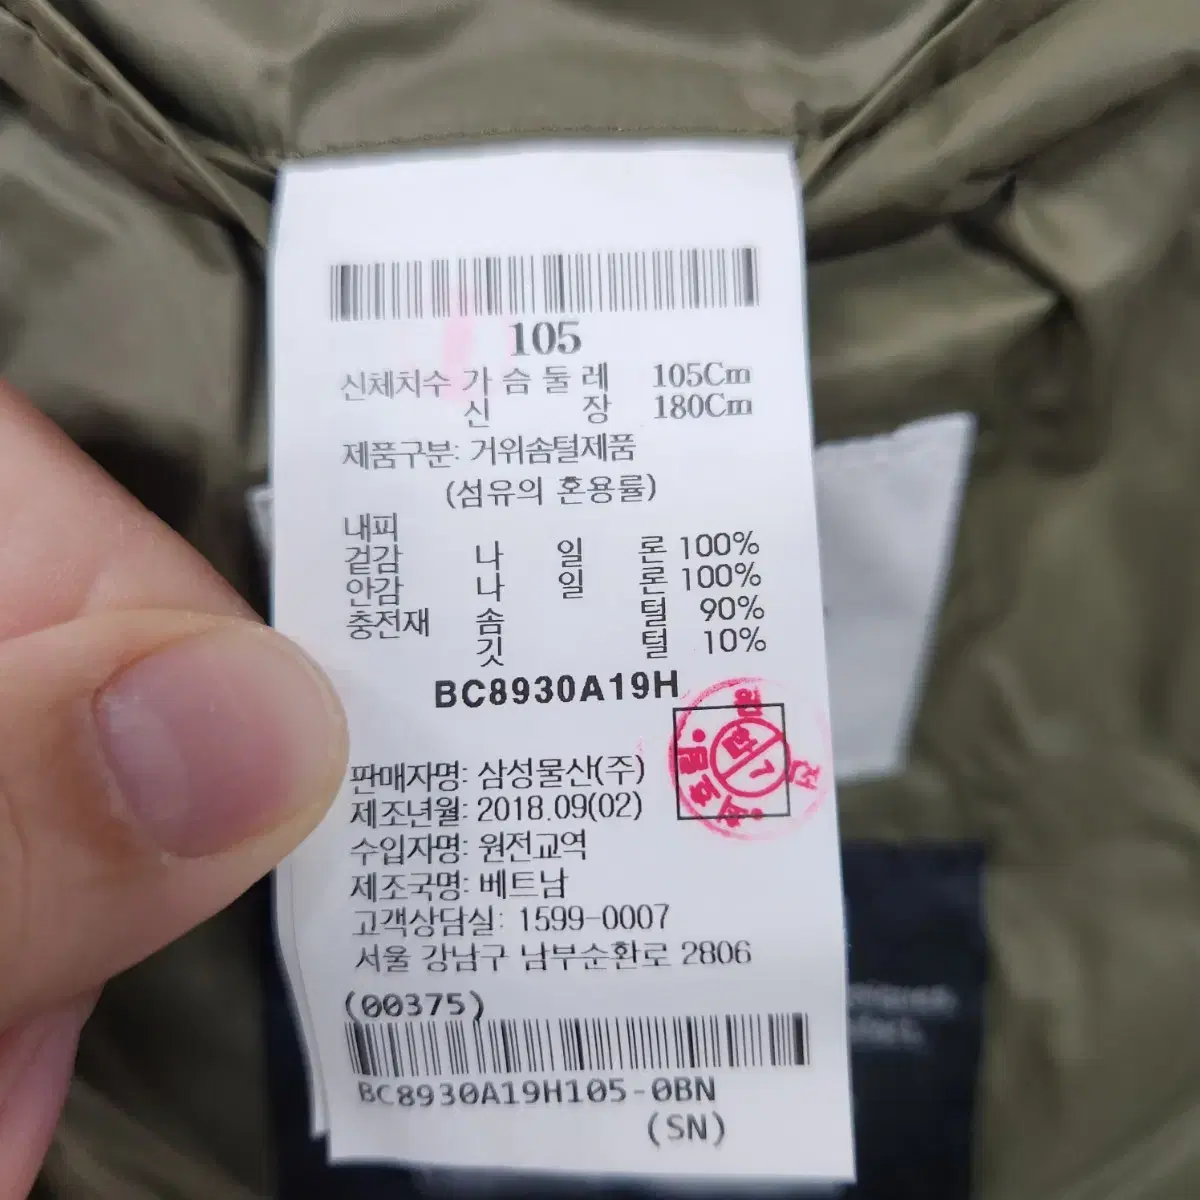 105
신체치수 가 슴 둘 레 105Cm
신 장 180Cm
제품구분: 거위솜털제품
(섬유의 혼용률)
내피
겉감 나 일 론 100%
안감 나 일 론 100%
충전재 솜 털 90%
깃 털 10%
BC8930A19H
판매자명: 삼성물산(주)
제조년월: 2018.09(02)
수입자명: 원전교역
제조국명: 베트남
고객상담실: 1599-0007
서울 강남구 남부순환로 2806
(00375)
BC8930A19H105-0BN
(SN)